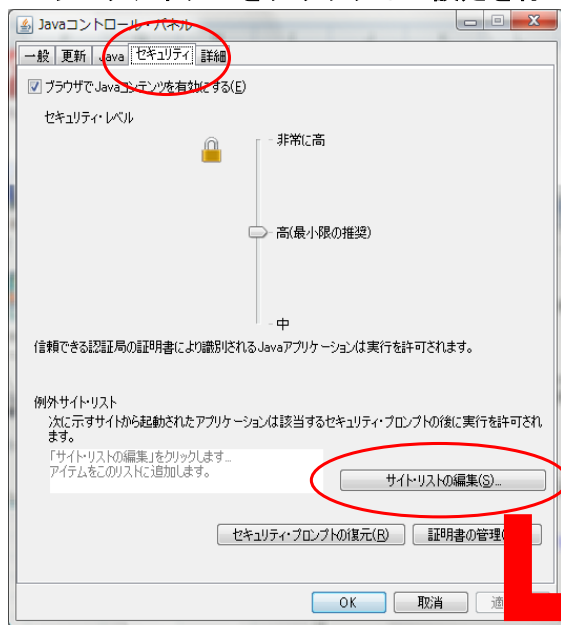 Javaコントロール・パネル
一般 更新 Java セキュリティ 詳細
ブラウザでJavaコンテンツを有効にする(E)
セキュリティ・レベル
非常に高
高(最小限の推奨)
中
信頼できる認証局の証明書により識別されるJavaアプリケーションは実行を許可されます。
例外サイト・リスト
次に示すサイトから起動されたアプリケーションは該当するセキュリティ・プロンプトの後に実行を許可され
ます。
「サイト・リストの編集」をクリックします...
アイテムをこのリストに追加します。
サイト・リストの編集(S)...
セキュリティ・プロンプトの復元(R) 証明書の管理
OK 取消 適